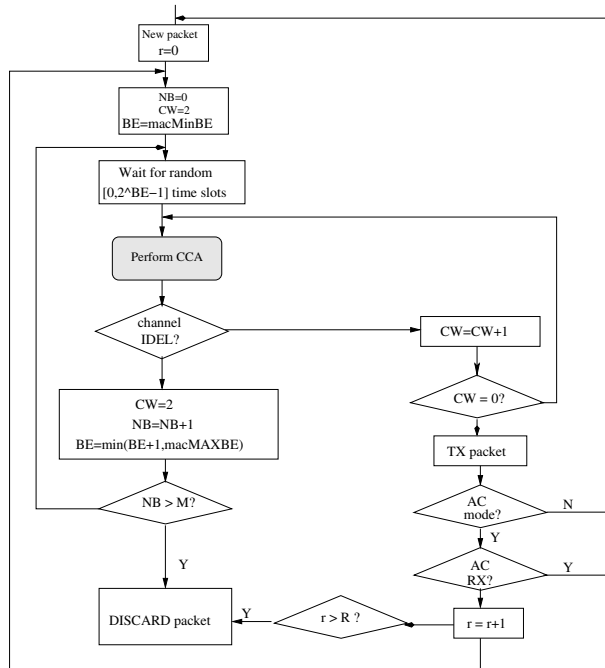 New packet
r=0
NB=0
CW=2
BE=macMinBE
Wait for random
[0,2^BE−1] time slots
Perform CCA
channel
IDEL?
CW=CW+1
CW = 0?
CW=2
NB=NB+1
BE=min(BE+1,macMAXBE)
TX packet
NB > M?
AC
mode?
N
Y
Y
AC
RX?
Y
DISCARD packet
Y
r > R ?
r = r+1